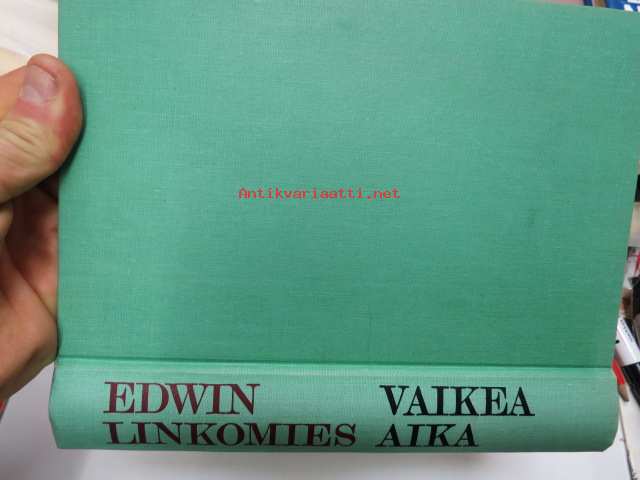 Antikvariaatti.net
EDWIN VAIKEA
LINKOMIES AIKA